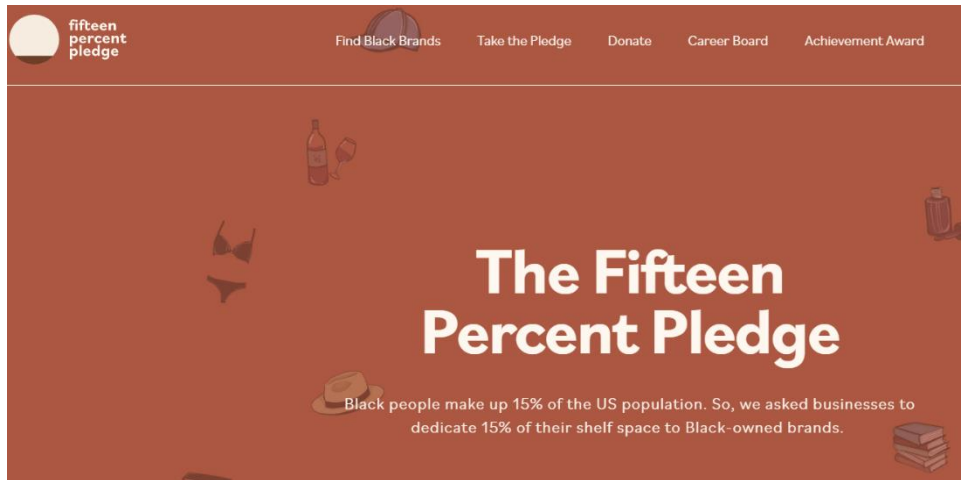 fifteen
percent
pledge
Find Black Brands Take the Pledge Donate Career Board Achievement Award
The Fifteen
Percent Pledge
Black people make up 15% of the US population. So, we asked businesses to
dedicate 15% of their shelf space to Black-owned brands.